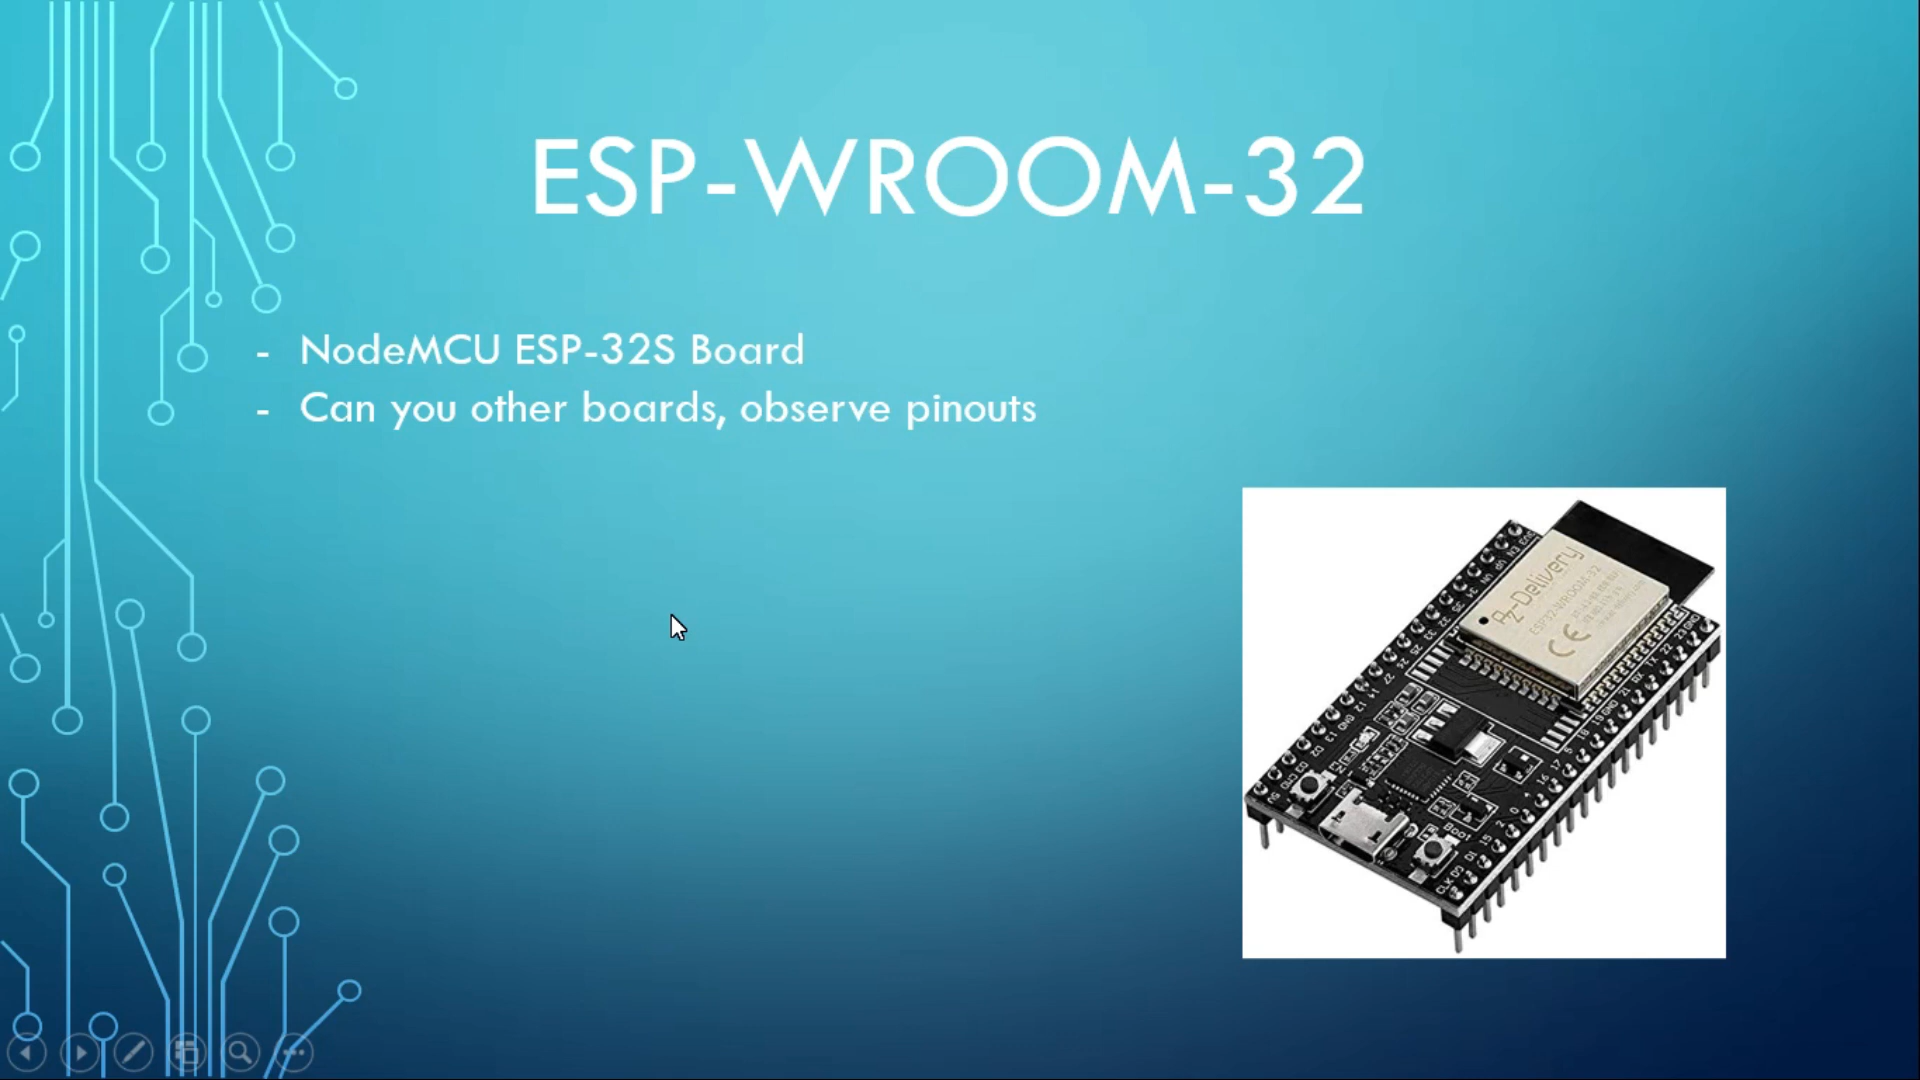 ESP-WROOM-32
- NodeMCU ESP-32S Board
- Can you other boards, observe pinouts
AZ-Delivery
ESP32-WROOM-32
CE
Boot